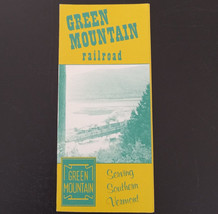 GREEN
MOUNTAIN
railroad
GREEN
MOUNTAIN
Serving
Southern
Vermont